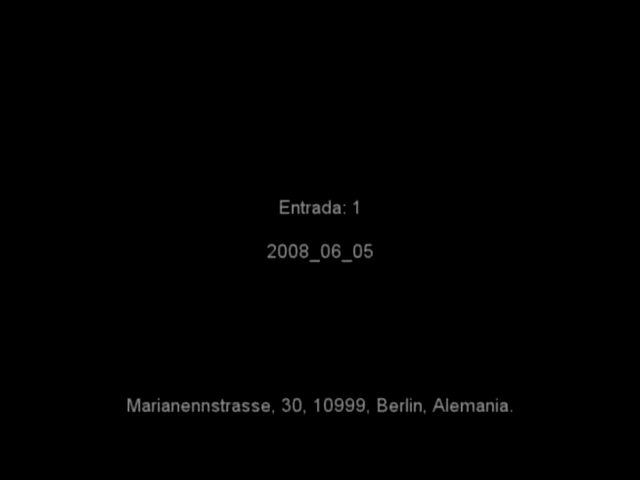 Entrada: 1
2008_06_05
Marianennstrasse, 30, 10999, Berlin, Alemania.